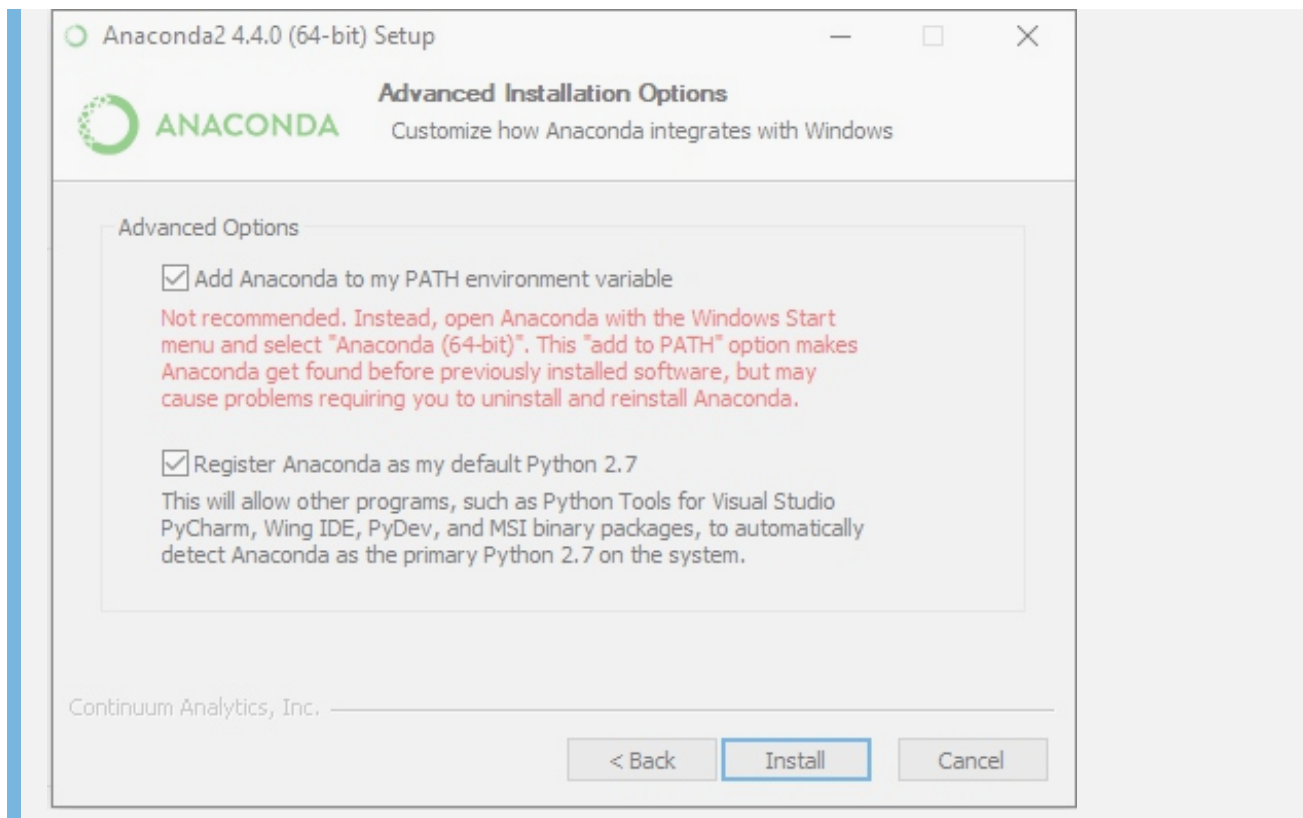 Anaconda2 4.4.0 (64-bit) Setup
Advanced Installation Options
ANACONDA
Customize how Anaconda integrates with Windows
Advanced Options
Add Anaconda to my PATH environment variable
Not recommended. Instead, open Anaconda with the Windows Start
menu and select "Anaconda (64-bit)". This "add to PATH" option makes
Anaconda get found before previously installed software, but may
cause problems requiring you to uninstall and reinstall Anaconda.
Register Anaconda as my default Python 2.7
This will allow other programs, such as Python Tools for Visual Studio
PyCharm, Wing IDE, PyDev, and MSI binary packages, to automatically
detect Anaconda as the primary Python 2.7 on the system.
Continuum Analytics, Inc.
< Back Install Cancel